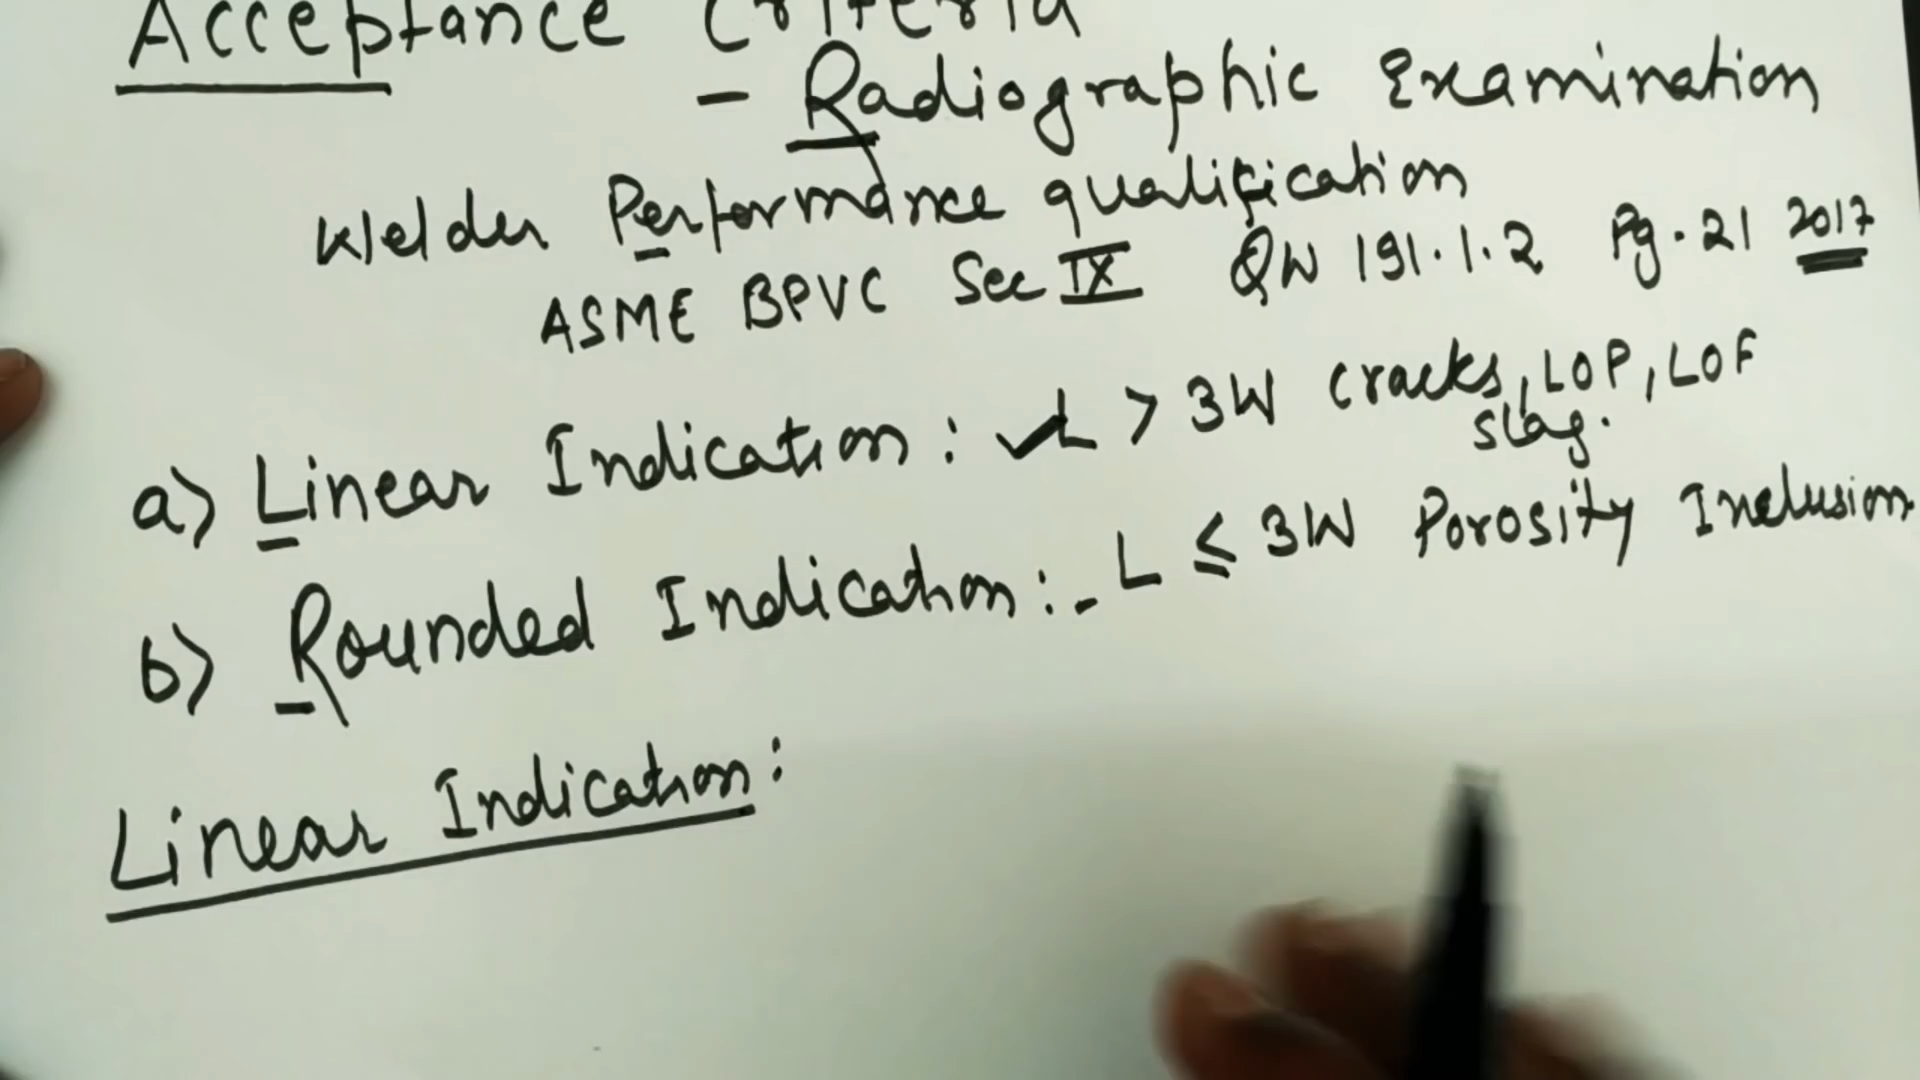 Acceptance Criteria
- Radiographic Examination
Welder Performance qualification
ASME BPVC Sec IX QW 191.1.2 Pg.21 2017
a) Linear Indication: L > 3W cracks, LOP, LOF
slag.
b) Rounded Indication:- L ≤ 3W Porosity Inclusion
Linear Indication: